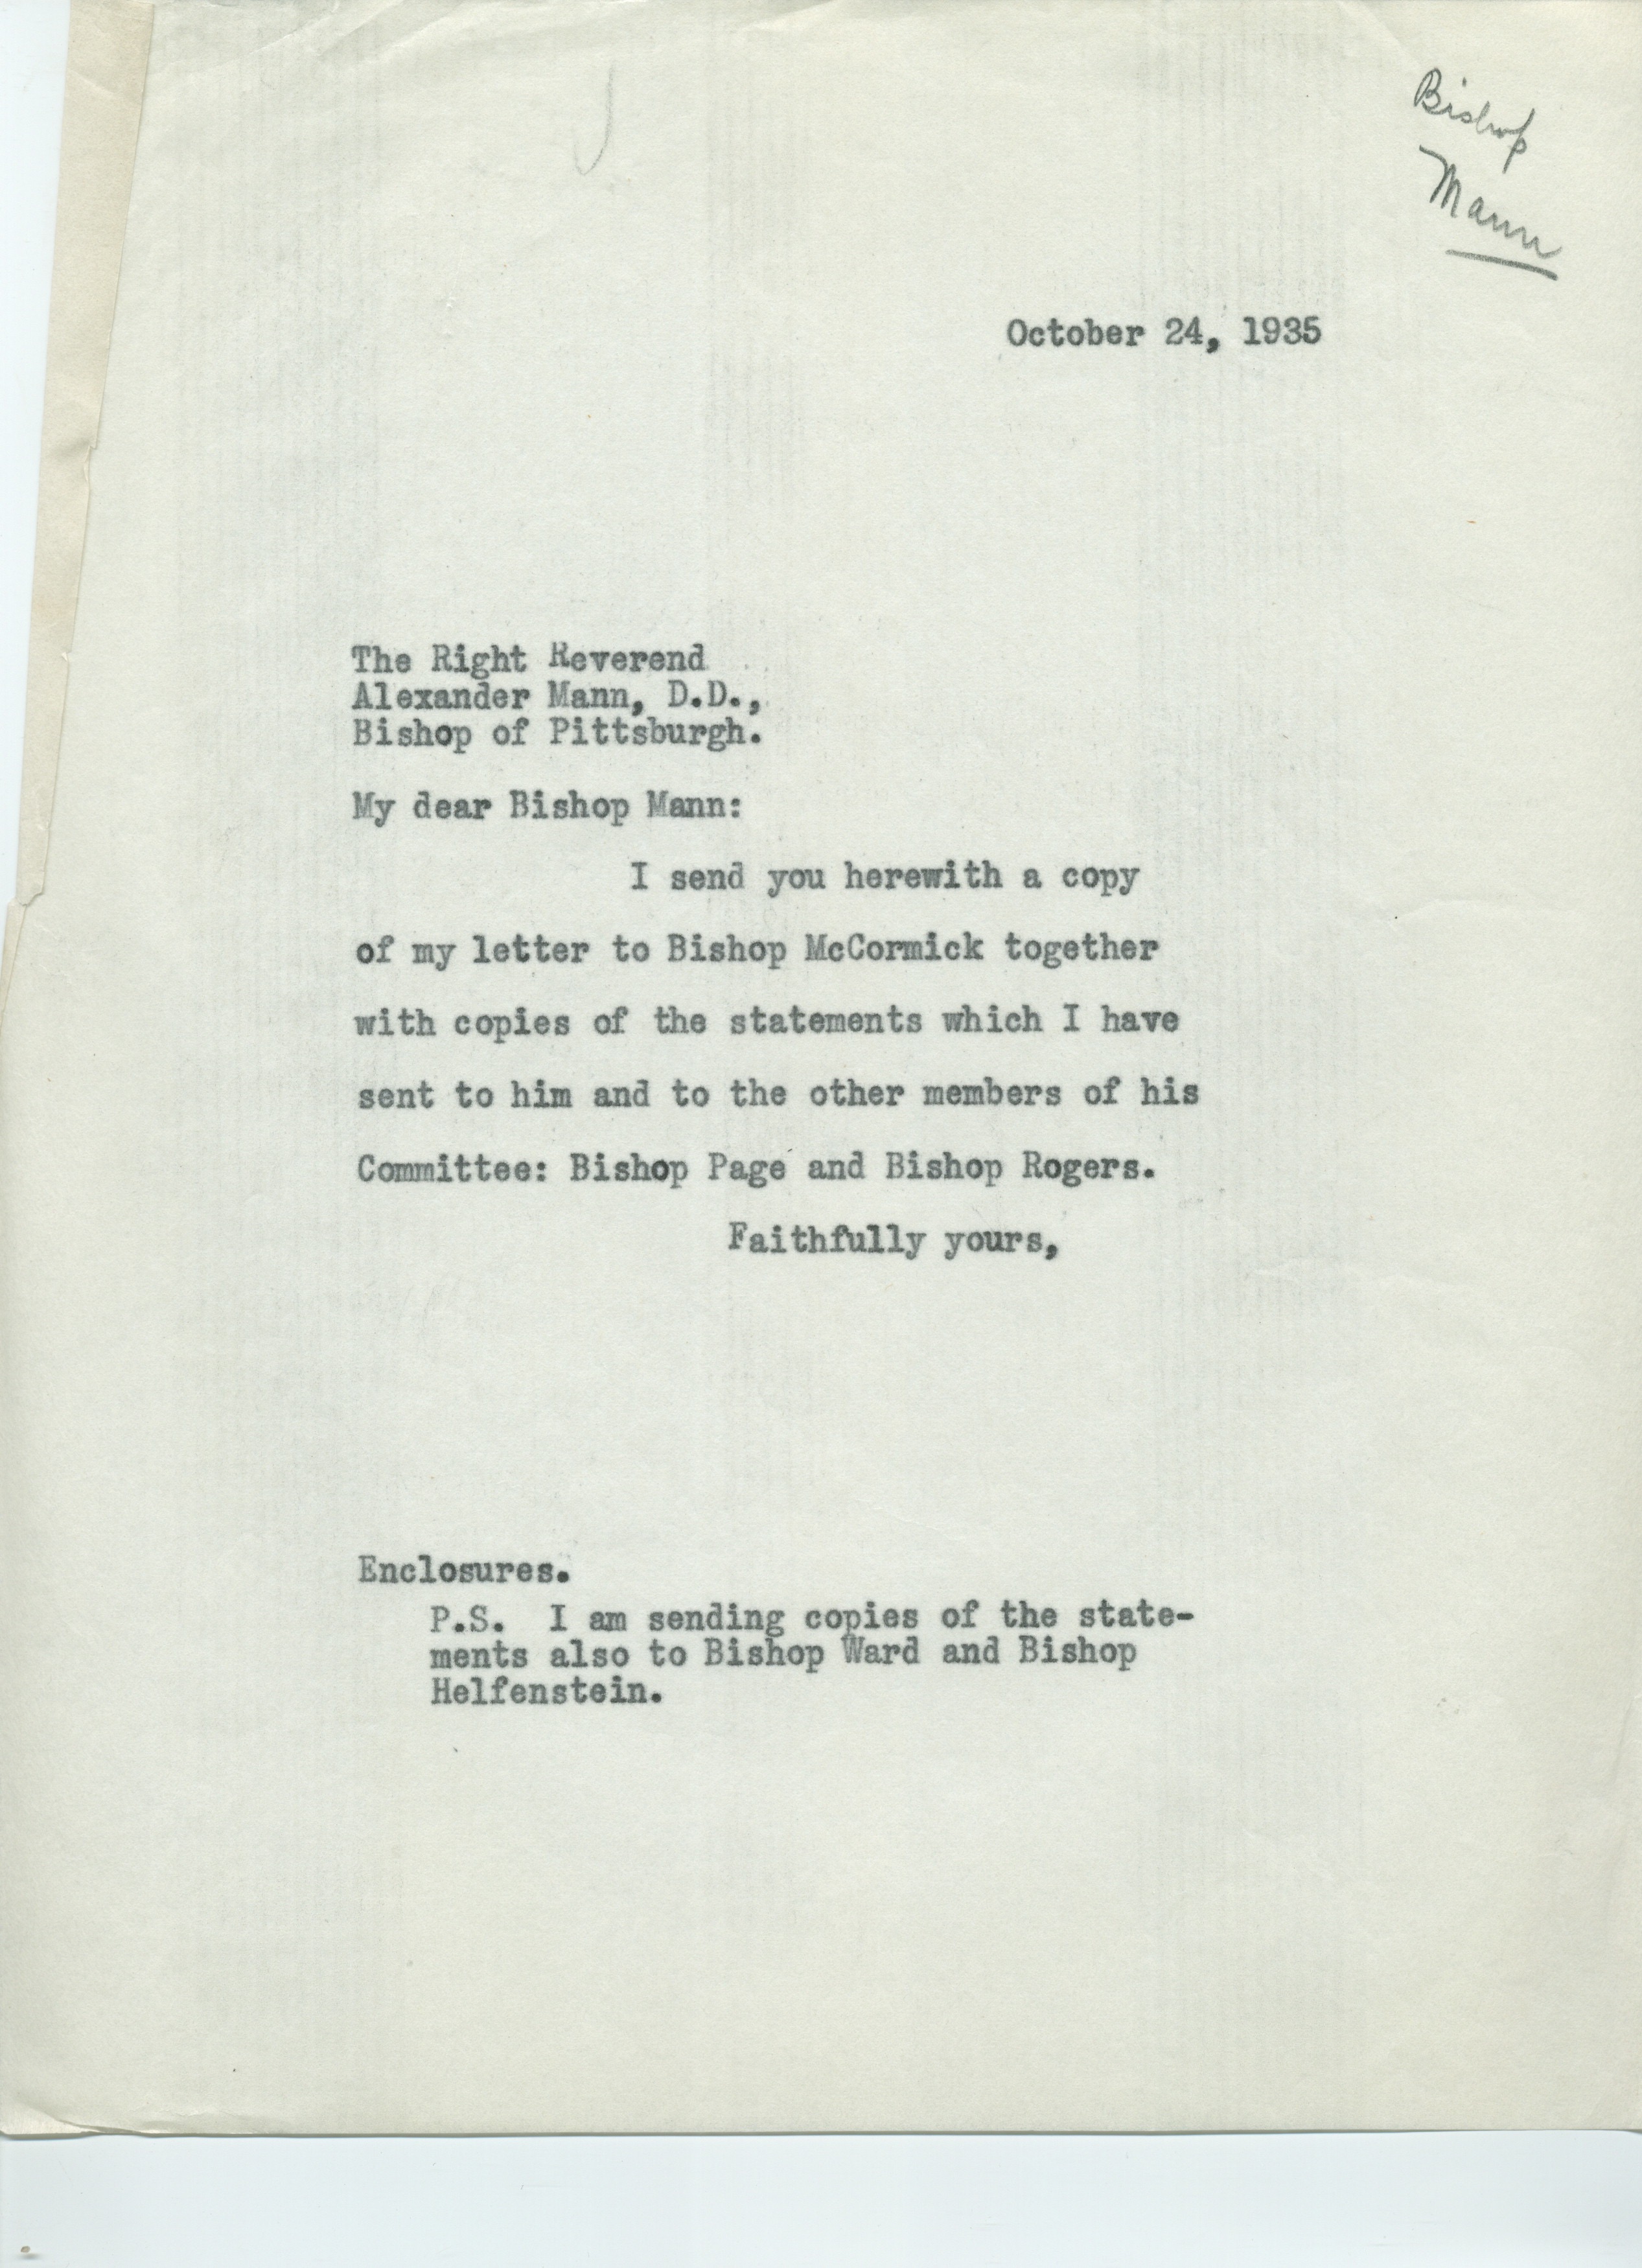 Bishop
Mann
October 24, 1935
The Right Reverend
Alexander Mann, D.D.,
Bishop of Pittsburgh.
My dear Bishop Mann:
I send you herewith a copy
of my letter to Bishop McCormick together
with copies of the statements which I have
sent to him and to the other members of his
Committee: Bishop Page and Bishop Rogers.
Faithfully yours,
Enclosures.
P.S. I am sending copies of the state-
ments also to Bishop Ward and Bishop
Helfenstein.